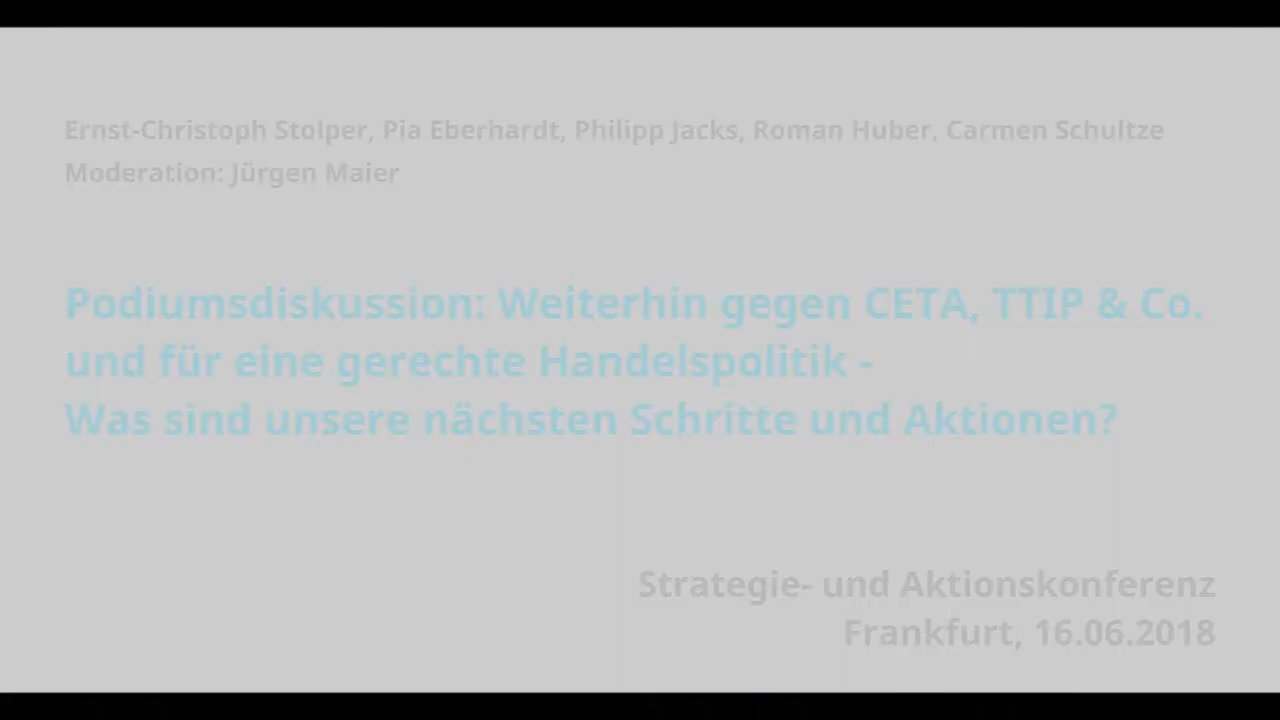 Ernst-Christoph Stolper, Pia Eberhardt, Philipp Jacks, Roman Huber, Carmen Schultze
Moderation: Jürgen Maier
Podiumsdiskussion: Weiterhin gegen CETA, TTIP & Co.
und für eine gerechte Handelspolitik -
Was sind unsere nächsten Schritte und Aktionen?
Strategie- und Aktionskonferenz
Frankfurt, 16.06.2018